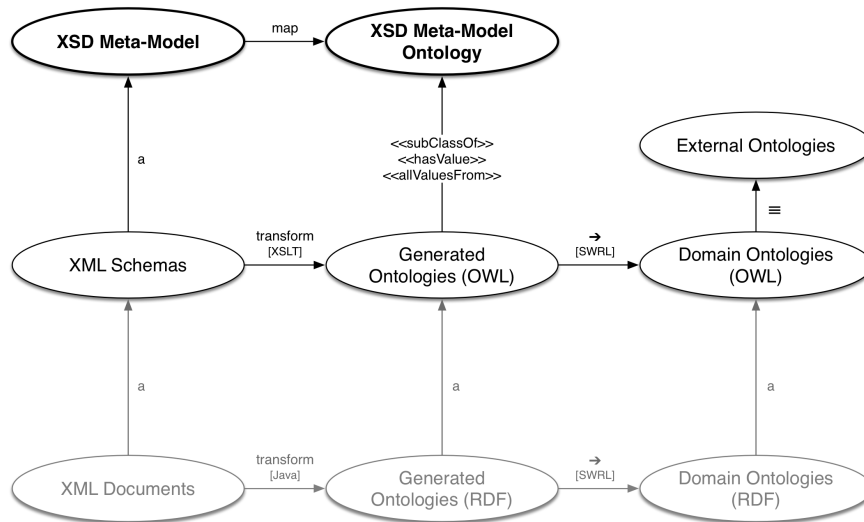 XSD Meta-Model
map
XSD Meta-Model
Ontology
<<subClassOf>>
<<hasValue>>
<<allValuesFrom>>
External Ontologies
a
≡
XML Schemas
transform
[XSLT]
Generated
Ontologies (OWL)
➔
[SWRL]
Domain Ontologies
(OWL)
a
a
a
XML Documents
transform
[Java]
Generated
Ontologies (RDF)
➔
[SWRL]
Domain Ontologies
(RDF)